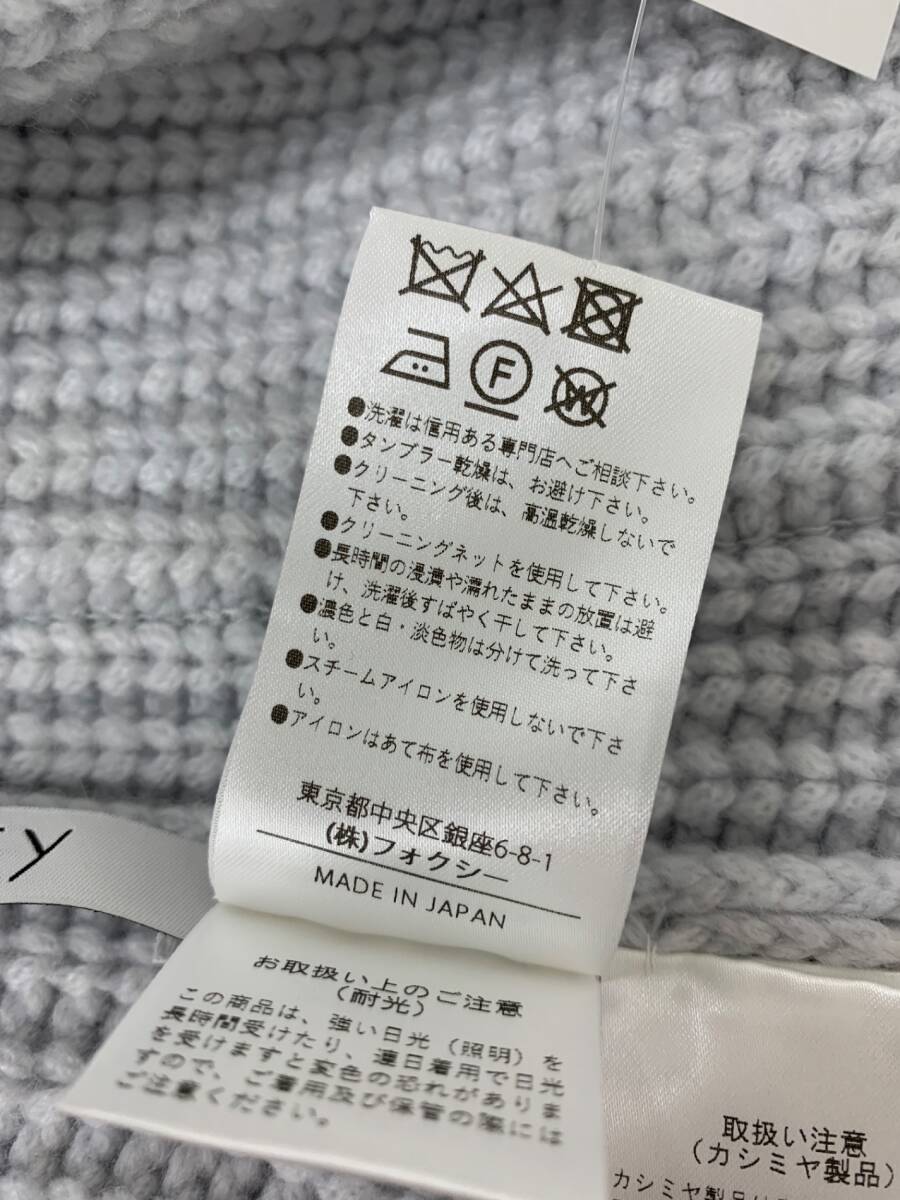 F
W
●洗濯は信用ある専門店へご相談下さい。
●タンブラー乾燥は、お避け下さい。
●クリーニング後は、高温乾燥しないで
下さい。
●クリーニングネットを使用して下さい。
●長時間の浸漬や濡れたままの放置は避
け、洗濯後すばやく干して下さい。
●濃色と白・淡色物は分けて洗って下さ
い。
●スチームアイロンを使用しないで下さ
い。
●アイロンはあて布を使用して下さい。
東京都中央区銀座6-8-1
(株)フォクシー
MADE IN JAPAN
お取扱い上のご注意
(耐光)
この商品は、強い日光(照明)を
長時間受けたり、連日着用で日光
を受けますと変色の恐れがありま
すので、ご着用及び保管の際には
ご注意ください。
取扱い注意
(カシミヤ製品)
カシミヤ製品は
y